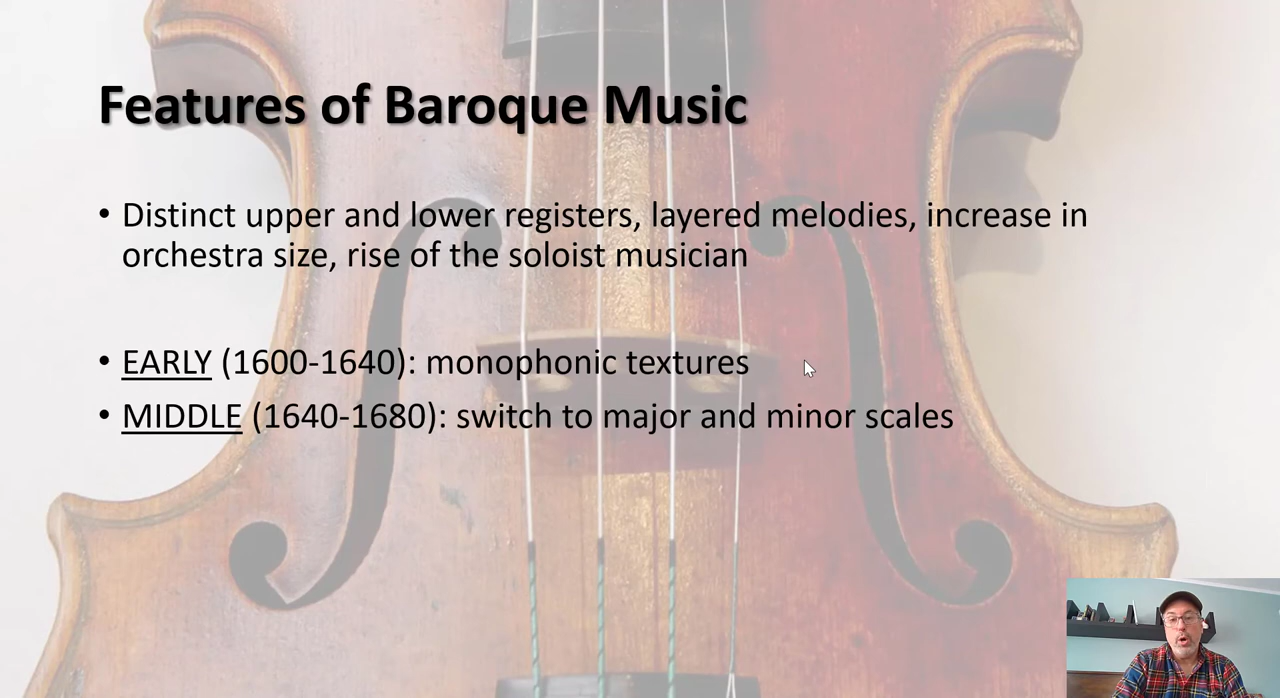 Features of Baroque Music
• Distinct upper and lower registers, layered melodies, increase in
orchestra size, rise of the soloist musician
• EARLY (1600-1640): monophonic textures
• MIDDLE (1640-1680): switch to major and minor scales